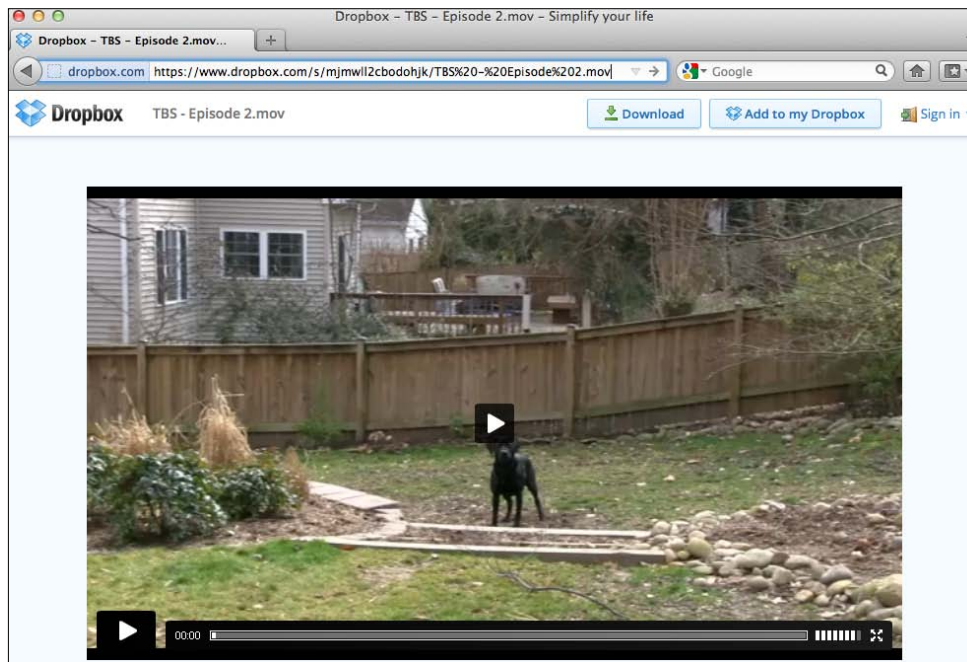 Dropbox – TBS – Episode 2.mov – Simplify your life
Dropbox – TBS – Episode 2.mov...
dropbox.com https://www.dropbox.com/s/mjmwll2cbodohjk/TBS%20-%20Episode%202.mov Google
Dropbox TBS - Episode 2.mov Download Add to my Dropbox Sign in
00:00